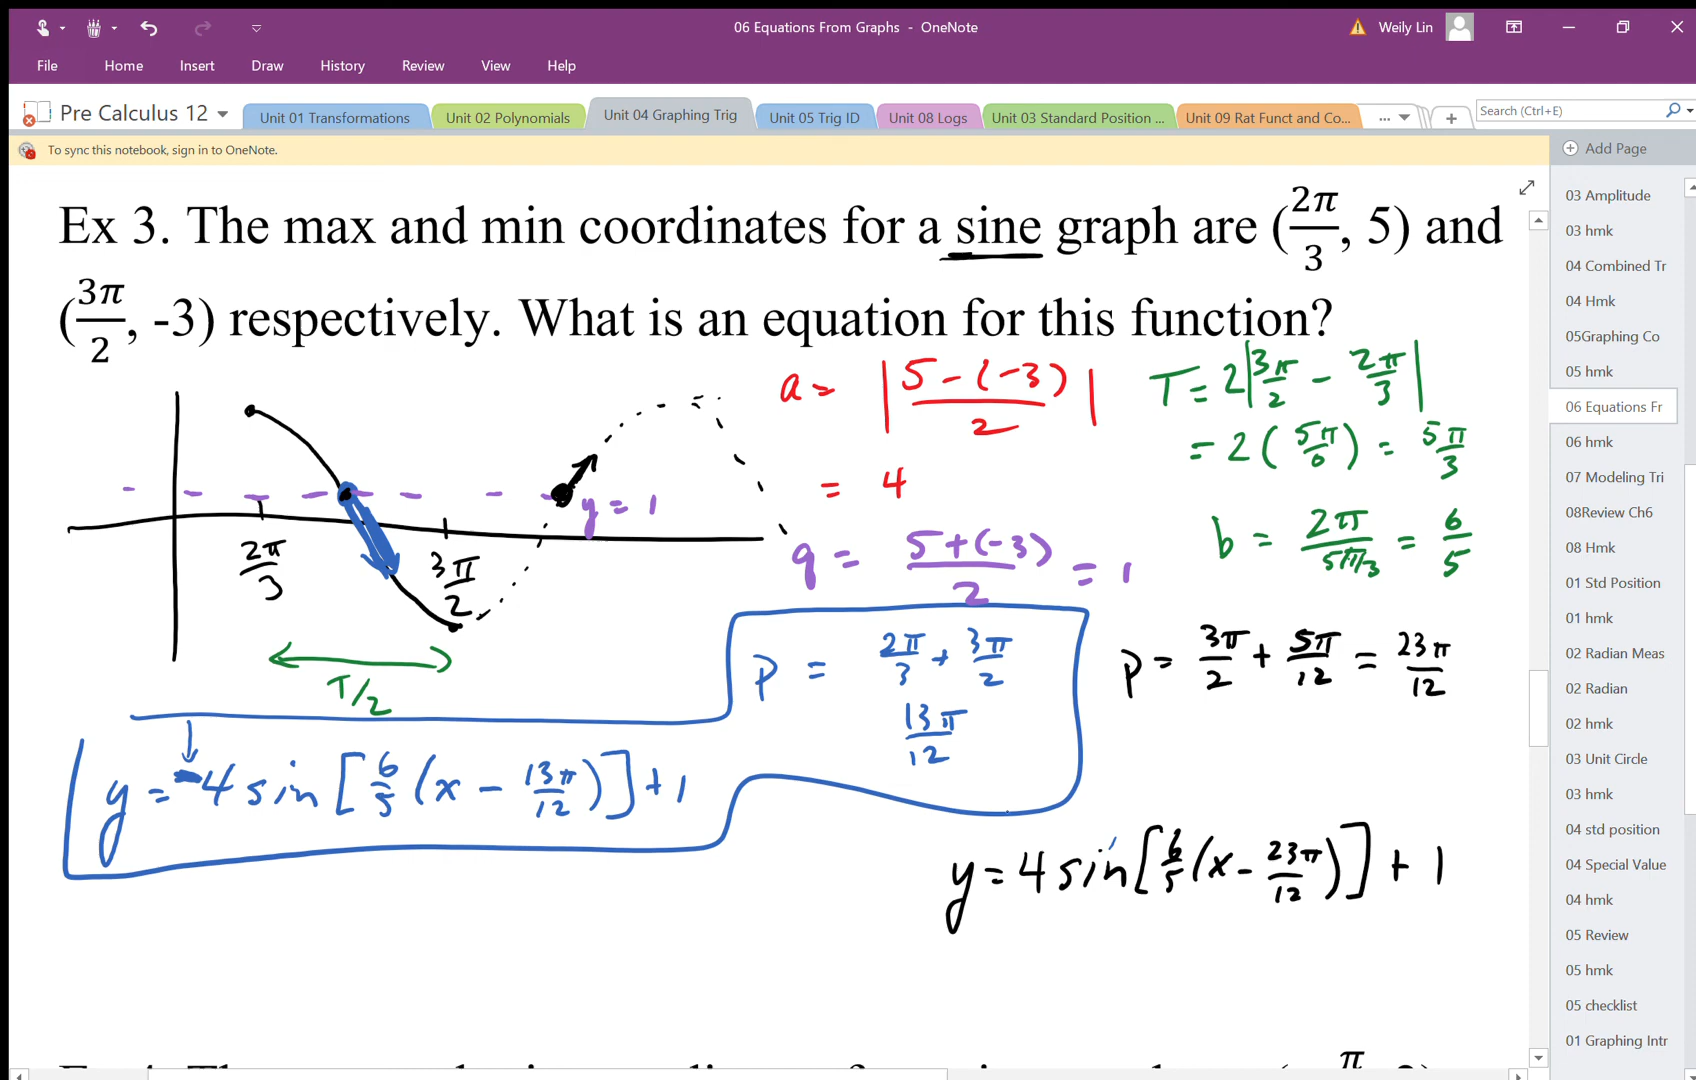 06 Equations From Graphs - OneNote
Weily Lin
File Home Insert Draw History Review View Help
Pre Calculus 12
Unit 01 Transformations
Unit 02 Polynomials
Unit 04 Graphing Trig
Unit 05 Trig ID
Unit 08 Logs
Unit 03 Standard Position ...
Unit 09 Rat Funct and Co...
...
Search (Ctrl+E)
To sync this notebook, sign in to OneNote.
Ex 3. The max and min coordinates for a sine graph are (2π/3, 5) and
(3π/2, -3) respectively. What is an equation for this function?
a = |5-(-3)/2|
= 4
T = 2|3π/2 - 2π/3|
= 2(5π/6) = 5π/3
b = 2π/5π/3 = 6/5
q = 5+(-3)/2 = 1
y = 1
2π/3
3π/2
T/2
p = 2π/3 + 3π/2
13π/12
p = 3π/2 + 5π/12 = 23π/12
y = -4 sin[6/5(x - 13π/12)] + 1
y = 4 sin[6/5(x - 23π/12)] + 1
Add Page
03 Amplitude
03 hmk
04 Combined Tr
04 Hmk
05Graphing Co
05 hmk
06 Equations Fr
06 hmk
07 Modeling Tri
08Review Ch6
08 Hmk
01 Std Position
01 hmk
02 Radian Meas
02 Radian
02 hmk
03 Unit Circle
03 hmk
04 std position
04 Special Value
04 hmk
05 Review
05 hmk
05 checklist
01 Graphing Intr